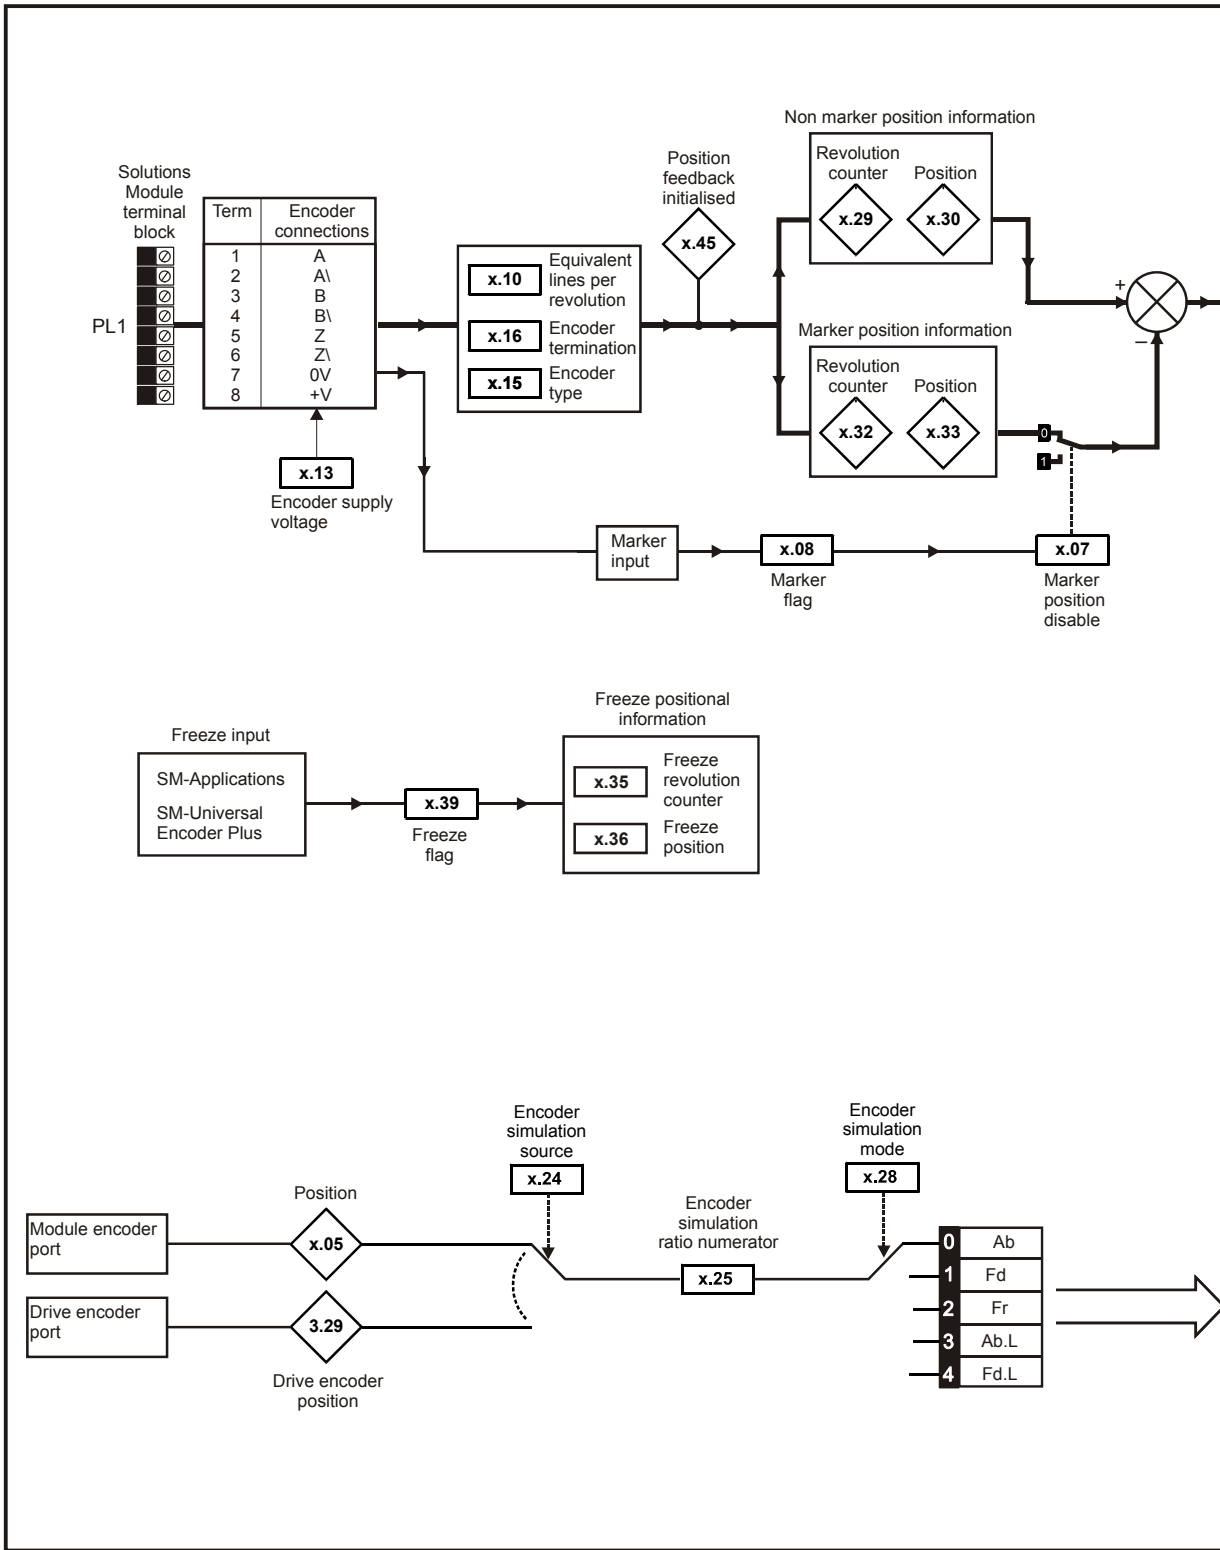 Non marker position information
Solutions
Module
terminal
block
Position
feedback
initialised
Revolution
counter
Position
Term
Encoder
connections
x.45
x.29
x.30
1 A
2 A\
3 B
4 B\
5 Z
6 Z\
7 0V
8 +V
PL1
x.10
Equivalent
lines per
revolution
x.16
Encoder
termination
x.15
Encoder
type
+
−
Marker position information
Revolution
counter
Position
x.32
x.33
0
1
x.13
Encoder supply
voltage
Marker
input
x.08
Marker
flag
x.07
Marker
position
disable
Freeze positional
information
Freeze input
SM-Applications
SM-Universal
Encoder Plus
x.39
Freeze
flag
x.35
Freeze
revolution
counter
x.36
Freeze
position
Encoder
simulation
source
x.24
Encoder
simulation
mode
x.28
Position
Module encoder
port
x.05
Encoder
simulation
ratio numerator
x.25
Drive encoder
port
3.29
Drive encoder
position
0 Ab
1 Fd
2 Fr
3 Ab.L
4 Fd.L